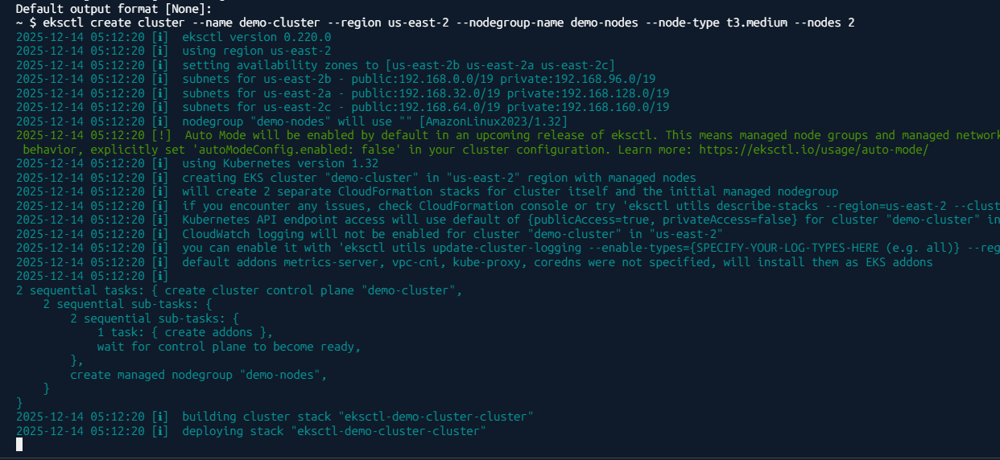 Default output format [None]:
~ $ eksctl create cluster --name demo-cluster --region us-east-2 --nodegroup-name demo-nodes --node-type t3.medium --nodes 2
2025-12-14 05:12:20 [ℹ]  eksctl version 0.220.0
2025-12-14 05:12:20 [ℹ]  using region us-east-2
2025-12-14 05:12:20 [ℹ]  setting availability zones to [us-east-2b us-east-2a us-east-2c]
2025-12-14 05:12:20 [ℹ]  subnets for us-east-2b - public:192.168.0.0/19 private:192.168.96.0/19
2025-12-14 05:12:20 [ℹ]  subnets for us-east-2a - public:192.168.32.0/19 private:192.168.128.0/19
2025-12-14 05:12:20 [ℹ]  subnets for us-east-2c - public:192.168.64.0/19 private:192.168.160.0/19
2025-12-14 05:12:20 [ℹ]  nodegroup "demo-nodes" will use "" [AmazonLinux2023/1.32]
2025-12-14 05:12:20 [!]  Auto Mode will be enabled by default in an upcoming release of eksctl. This means managed node groups and managed network
 behavior, explicitly set 'autoModeConfig.enabled: false' in your cluster configuration. Learn more: https://eksctl.io/usage/auto-mode/
2025-12-14 05:12:20 [ℹ]  using Kubernetes version 1.32
2025-12-14 05:12:20 [ℹ]  creating EKS cluster "demo-cluster" in "us-east-2" region with managed nodes
2025-12-14 05:12:20 [ℹ]  will create 2 separate CloudFormation stacks for cluster itself and the initial managed nodegroup
2025-12-14 05:12:20 [ℹ]  if you encounter any issues, check CloudFormation console or try 'eksctl utils describe-stacks --region=us-east-2 --clust
2025-12-14 05:12:20 [ℹ]  Kubernetes API endpoint access will use default of {publicAccess=true, privateAccess=false} for cluster "demo-cluster" in
2025-12-14 05:12:20 [ℹ]  CloudWatch logging will not be enabled for cluster "demo-cluster" in "us-east-2"
2025-12-14 05:12:20 [ℹ]  you can enable it with 'eksctl utils update-cluster-logging --enable-types={SPECIFY-YOUR-LOG-TYPES-HERE (e.g. all)} --reg
2025-12-14 05:12:20 [ℹ]  default addons metrics-server, vpc-cni, kube-proxy, coredns were not specified, will install them as EKS addons
2025-12-14 05:12:20 [ℹ]
2 sequential tasks: { create cluster control plane "demo-cluster",
    2 sequential sub-tasks: {
        2 sequential sub-tasks: {
            1 task: { create addons },
            wait for control plane to become ready,
        },
        create managed nodegroup "demo-nodes",
    }
}
2025-12-14 05:12:20 [ℹ]  building cluster stack "eksctl-demo-cluster-cluster"
2025-12-14 05:12:20 [ℹ]  deploying stack "eksctl-demo-cluster-cluster"